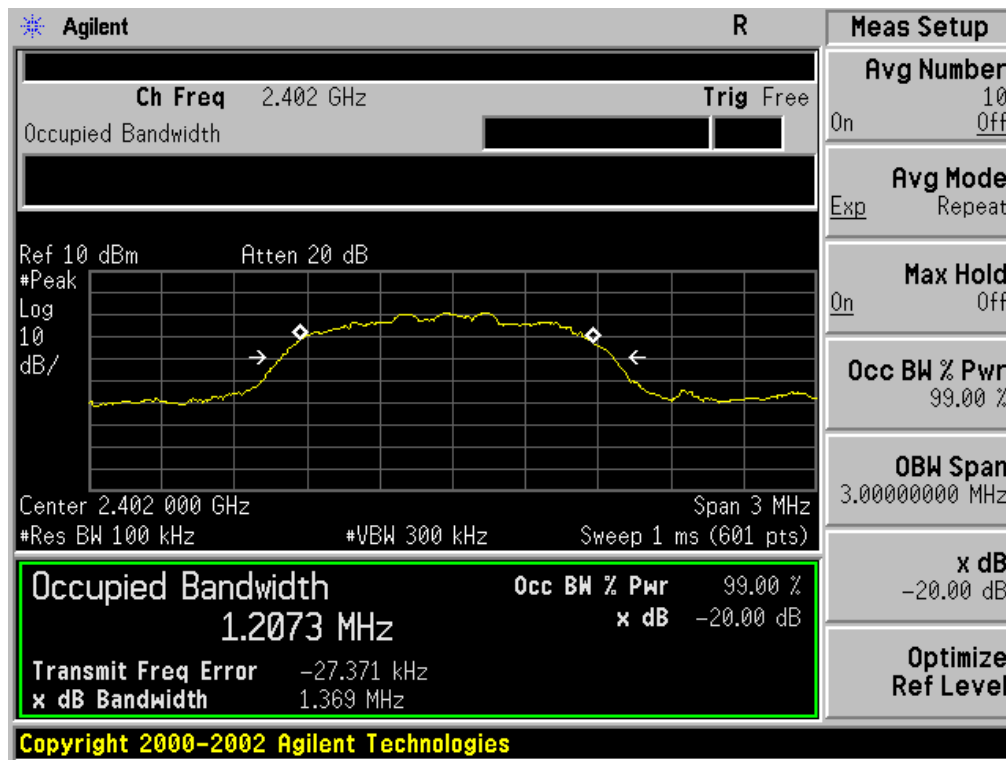 Agilent R Meas Setup
Ch Freq 2.402 GHz Trig Free
Occupied Bandwidth
Ref 10 dBm Atten 20 dB
#Peak
Log
10
dB/
Center 2.402 000 GHz Span 3 MHz
#Res BW 100 kHz #VBW 300 kHz Sweep 1 ms (601 pts)
Occupied Bandwidth Occ BW % Pwr 99.00 %
1.2073 MHz x dB -20.00 dB
Transmit Freq Error -27.371 kHz
x dB Bandwidth 1.369 MHz
Copyright 2000-2002 Agilent Technologies
Avg Number
10
On Off
Avg Mode
Exp Repeat
Max Hold
On Off
Occ BW % Pwr
99.00 %
OBW Span
3.00000000 MHz
x dB
-20.00 dB
Optimize
Ref Level